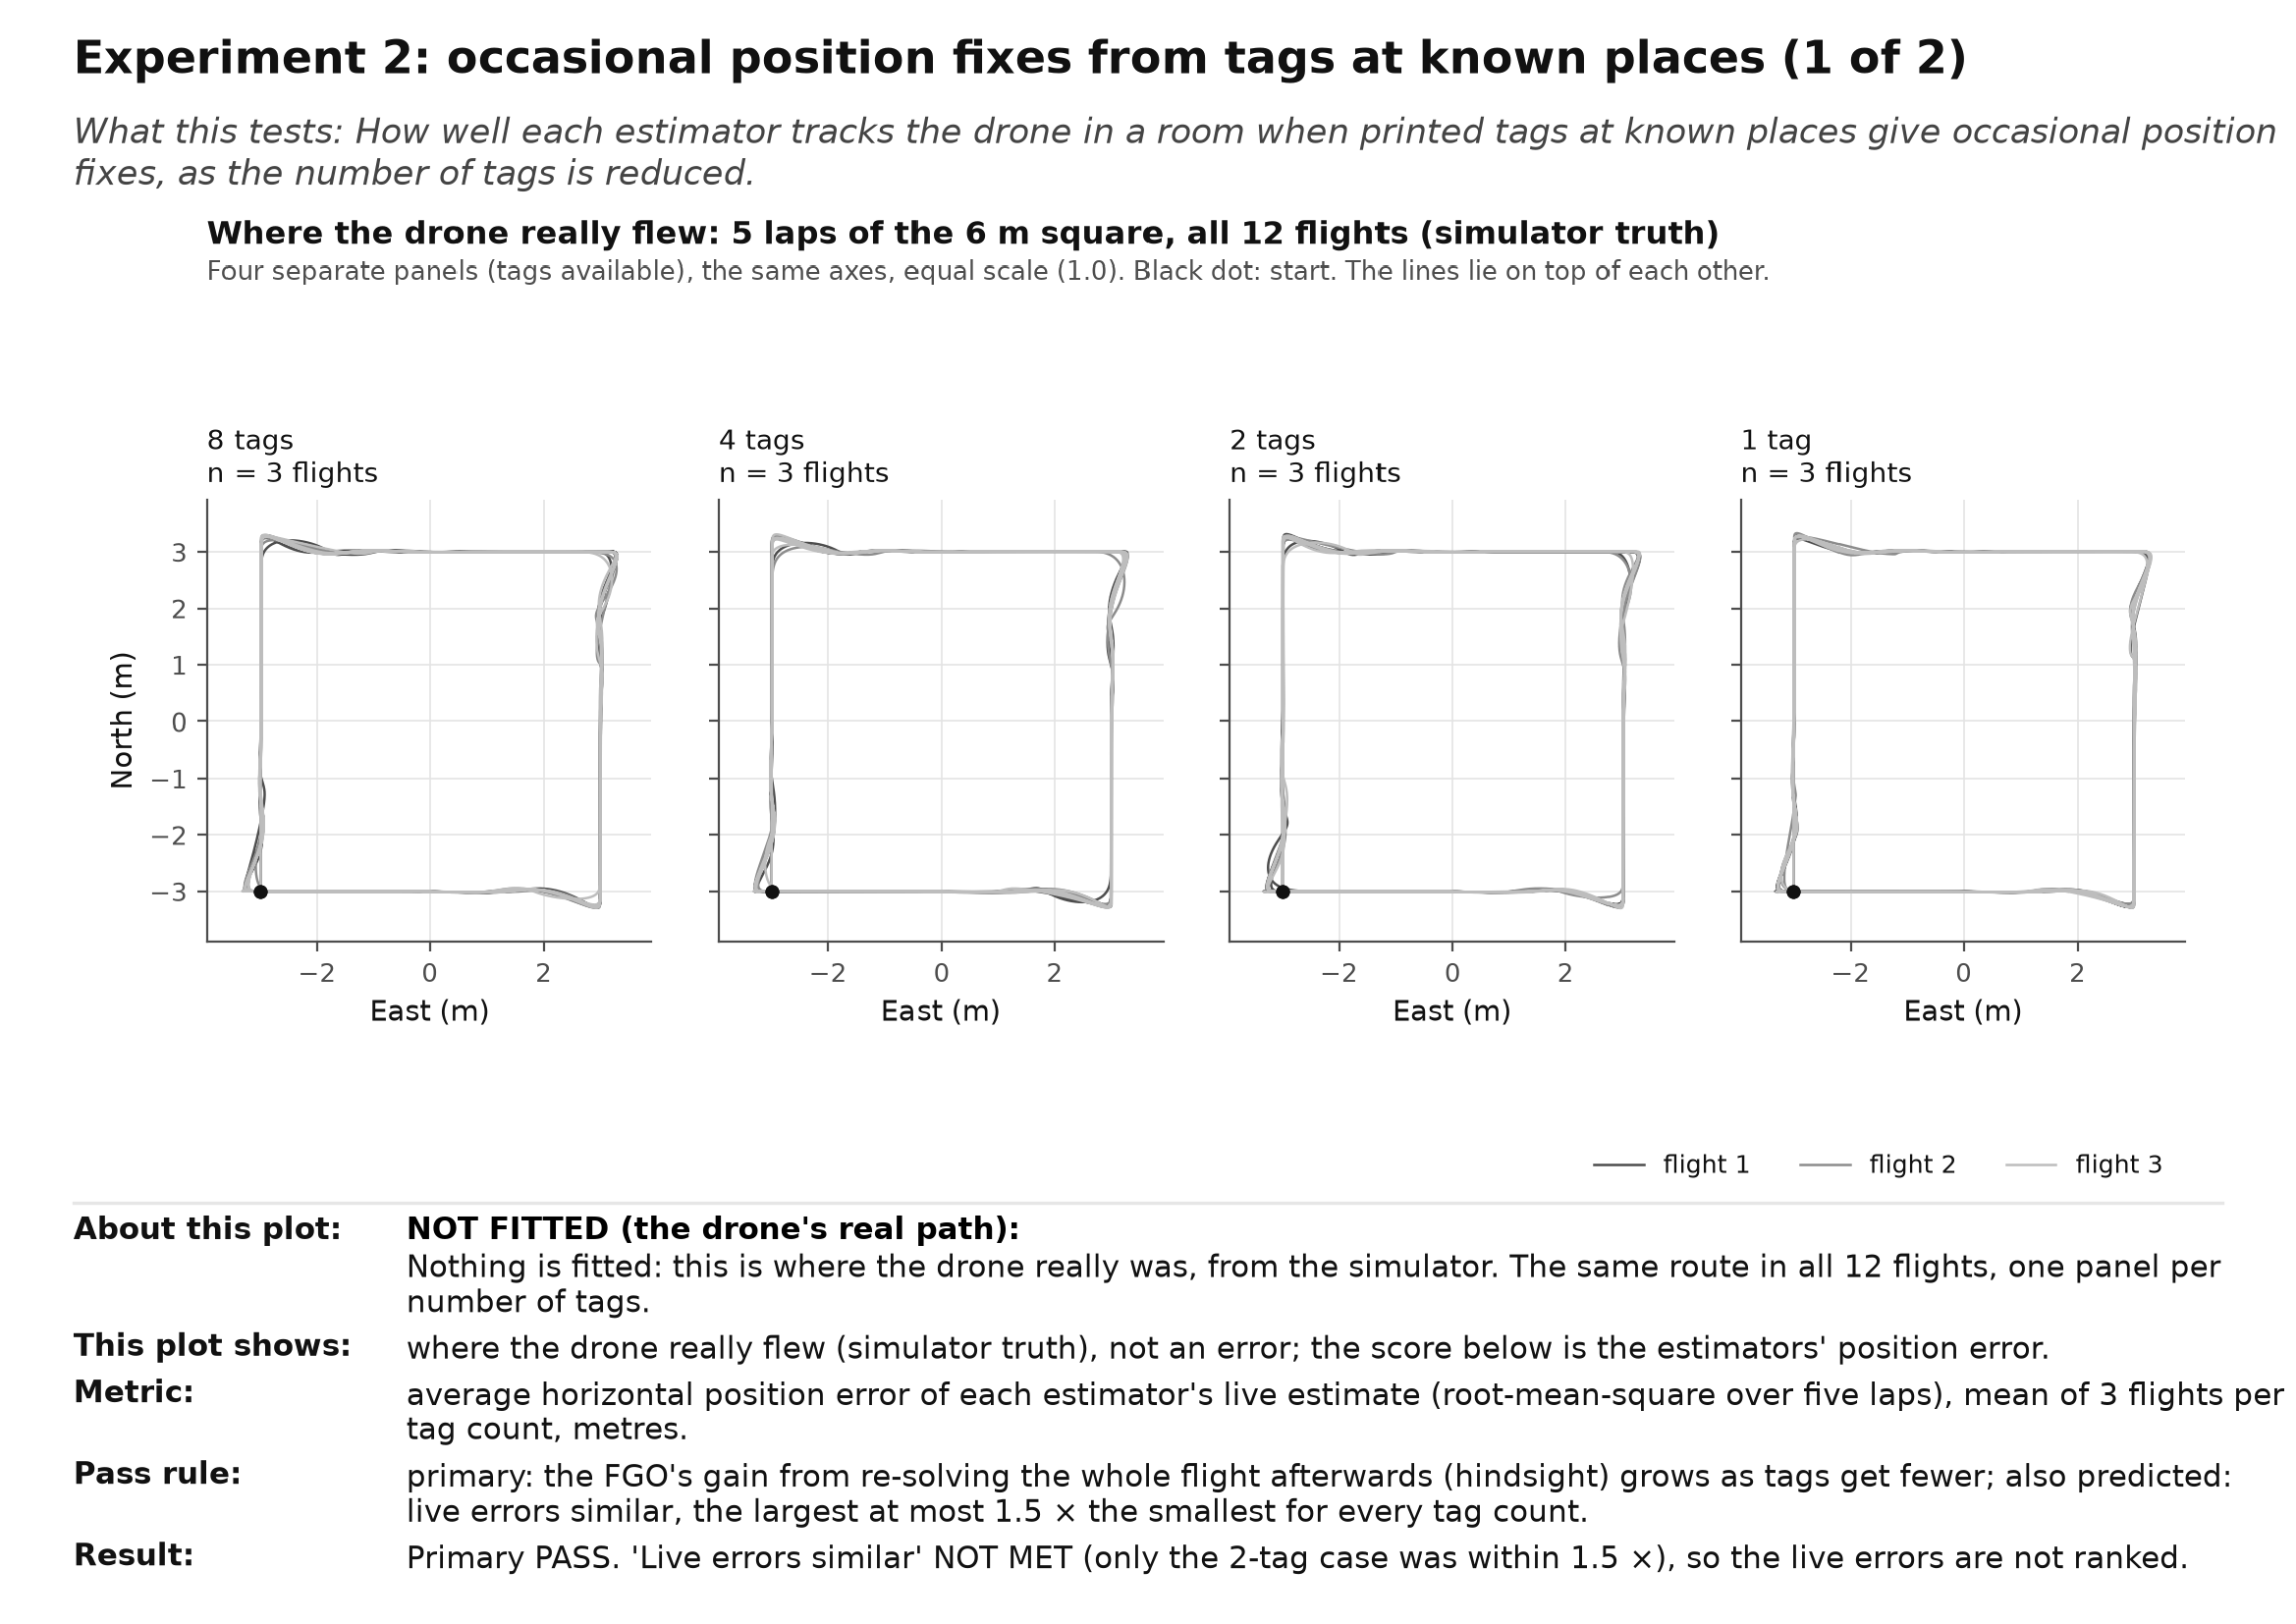 Experiment 2: occasional position fixes from tags at known places (1 of 2)
What this tests: How well each estimator tracks the drone in a room when printed tags at known places give occasional position
fixes, as the number of tags is reduced.
Where the drone really flew: 5 laps of the 6 m square, all 12 flights (simulator truth)
Four separate panels (tags available), the same axes, equal scale (1.0). Black dot: start. The lines lie on top of each other.
8 tags
n = 3 flights
4 tags
n = 3 flights
2 tags
n = 3 flights
1 tag
n = 3 flights
North (m)
3
2
1
0
−1
−2
−3
−2 0 2
East (m)
−2 0 2
East (m)
−2 0 2
East (m)
−2 0 2
East (m)
flight 1 flight 2 flight 3
About this plot: NOT FITTED (the drone's real path):
Nothing is fitted: this is where the drone really was, from the simulator. The same route in all 12 flights, one panel per
number of tags.
This plot shows: where the drone really flew (simulator truth), not an error; the score below is the estimators' position error.
Metric: average horizontal position error of each estimator's live estimate (root-mean-square over five laps), mean of 3 flights per
tag count, metres.
Pass rule: primary: the FGO's gain from re-solving the whole flight afterwards (hindsight) grows as tags get fewer; also predicted:
live errors similar, the largest at most 1.5 × the smallest for every tag count.
Result: Primary PASS. 'Live errors similar' NOT MET (only the 2-tag case was within 1.5 ×), so the live errors are not ranked.